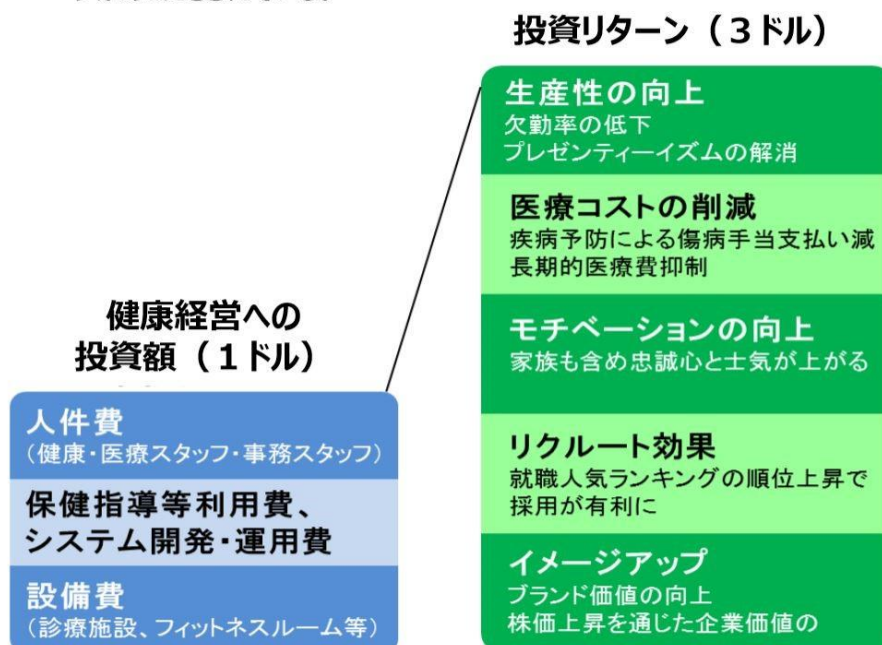 投資リターン（３ドル）
生産性の向上
欠勤率の低下
プレゼンティーイズムの解消
医療コストの削減
疾病予防による傷病手当支払い減
長期的医療費抑制
モチベーションの向上
家族も含め忠誠心と士気が上がる
リクルート効果
就職人気ランキングの順位上昇で
採用が有利に
イメージアップ
ブランド価値の向上
株価上昇を通じた企業価値の
健康経営への
投資額（１ドル）
人件費
（健康・医療スタッフ・事務スタッフ）
保健指導等利用費、
システム開発・運用費
設備費
（診療施設、フィットネスルーム等）